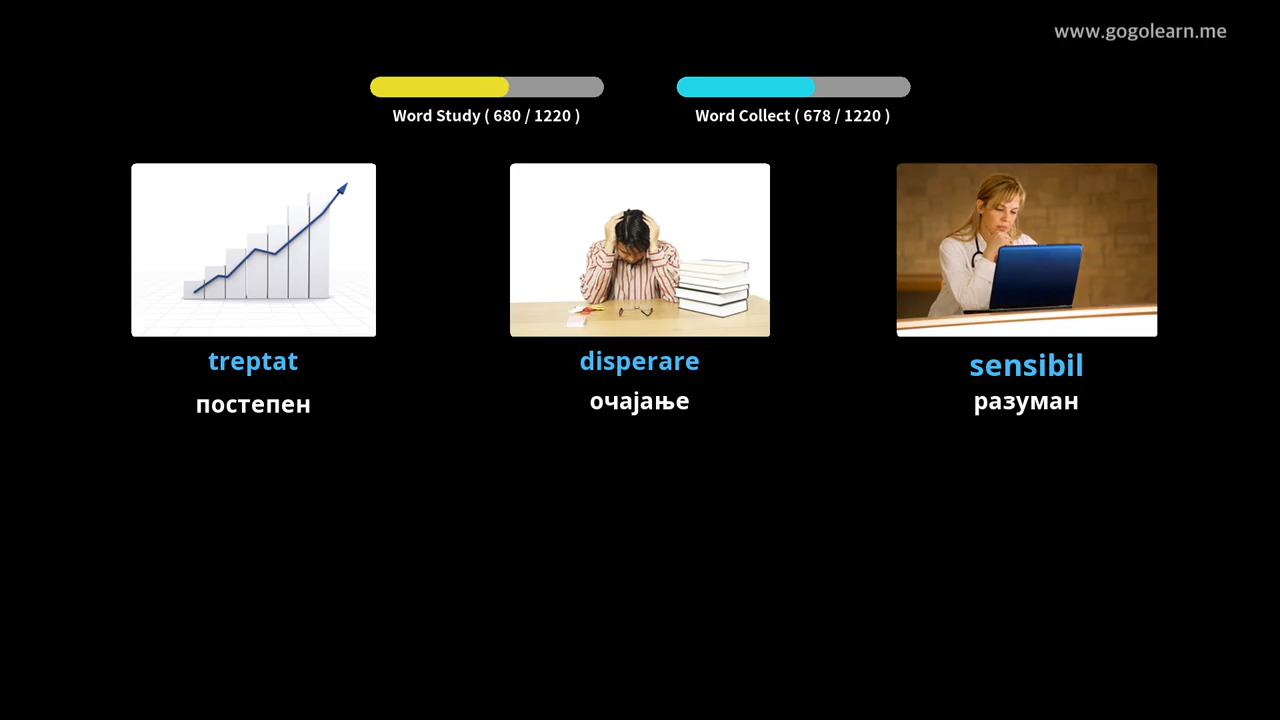 www.gogolearn.me
Word Study ( 680 / 1220 )
Word Collect ( 678 / 1220 )
treptat
disperare
sensibil
постепен
очајање
разуман